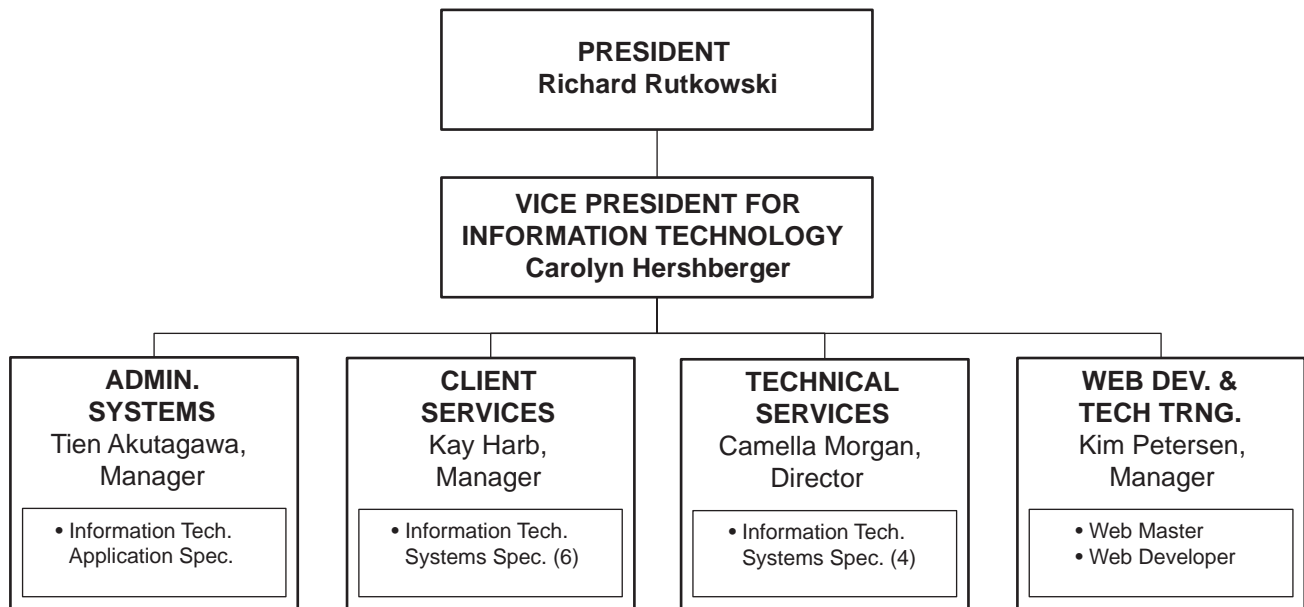 PRESIDENT
Richard Rutkowski
VICE PRESIDENT FOR
INFORMATION TECHNOLOGY
Carolyn Hershberger
ADMIN.
SYSTEMS
Tien Akutagawa,
Manager
• Information Tech.
Application Spec.
CLIENT
SERVICES
Kay Harb,
Manager
• Information Tech.
Systems Spec. (6)
TECHNICAL
SERVICES
Camella Morgan,
Director
• Information Tech.
Systems Spec. (4)
WEB DEV. &
TECH TRNG.
Kim Petersen,
Manager
• Web Master
• Web Developer